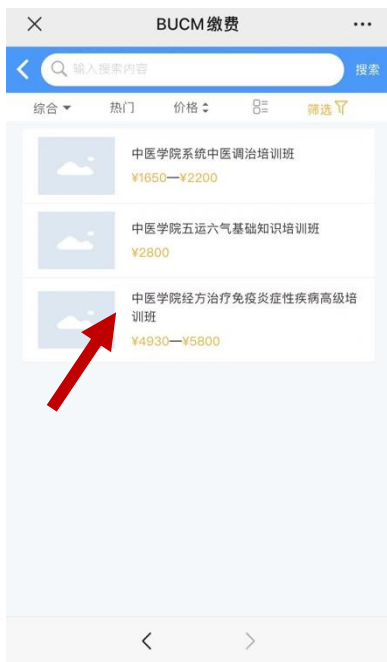 BUCM缴费
输入搜索内容
搜索
综合
热门
价格
筛选
中医学院系统中医调治培训班
¥1650—¥2200
中医学院五运六气基础知识培训班
¥2800
中医学院经方治疗免疫炎症性疾病高级培
训班
¥4930—¥5800